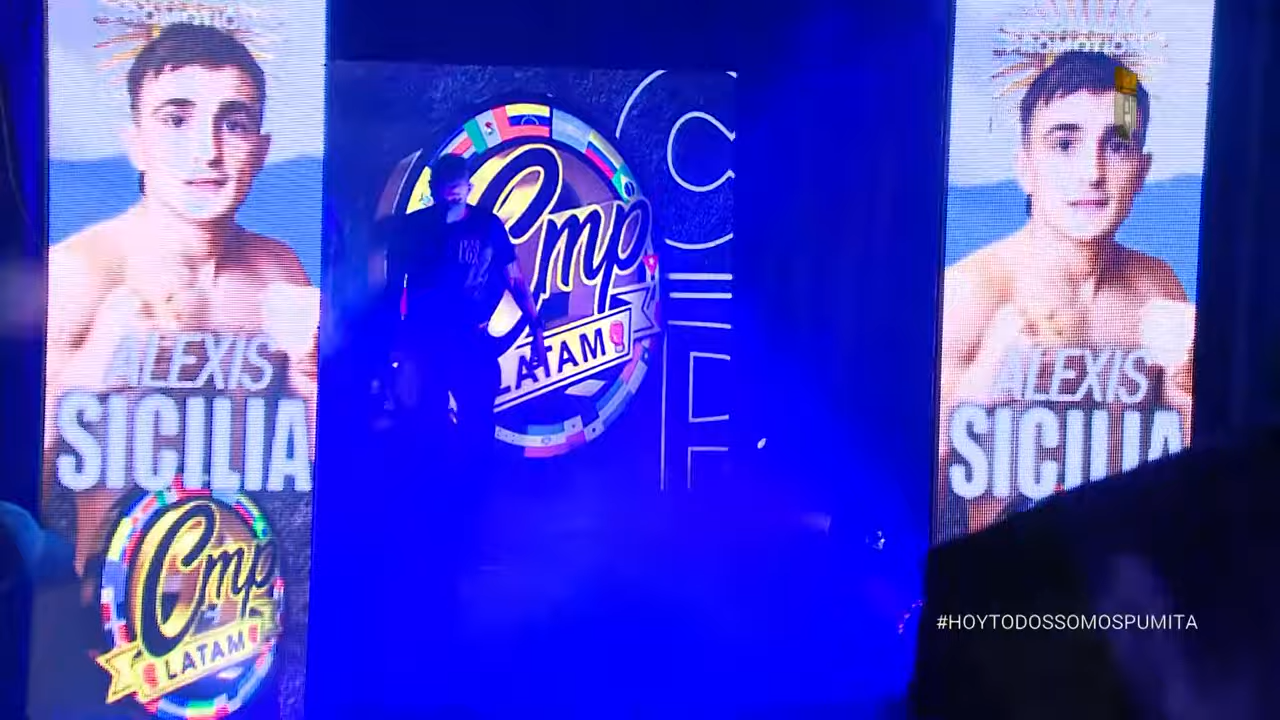 ALEXIS
SICILIA
Cmp
LATAM
Cmp
LATAM
ALEXIS
SICILIA
#HOYTODOSSOMOSPUMITA